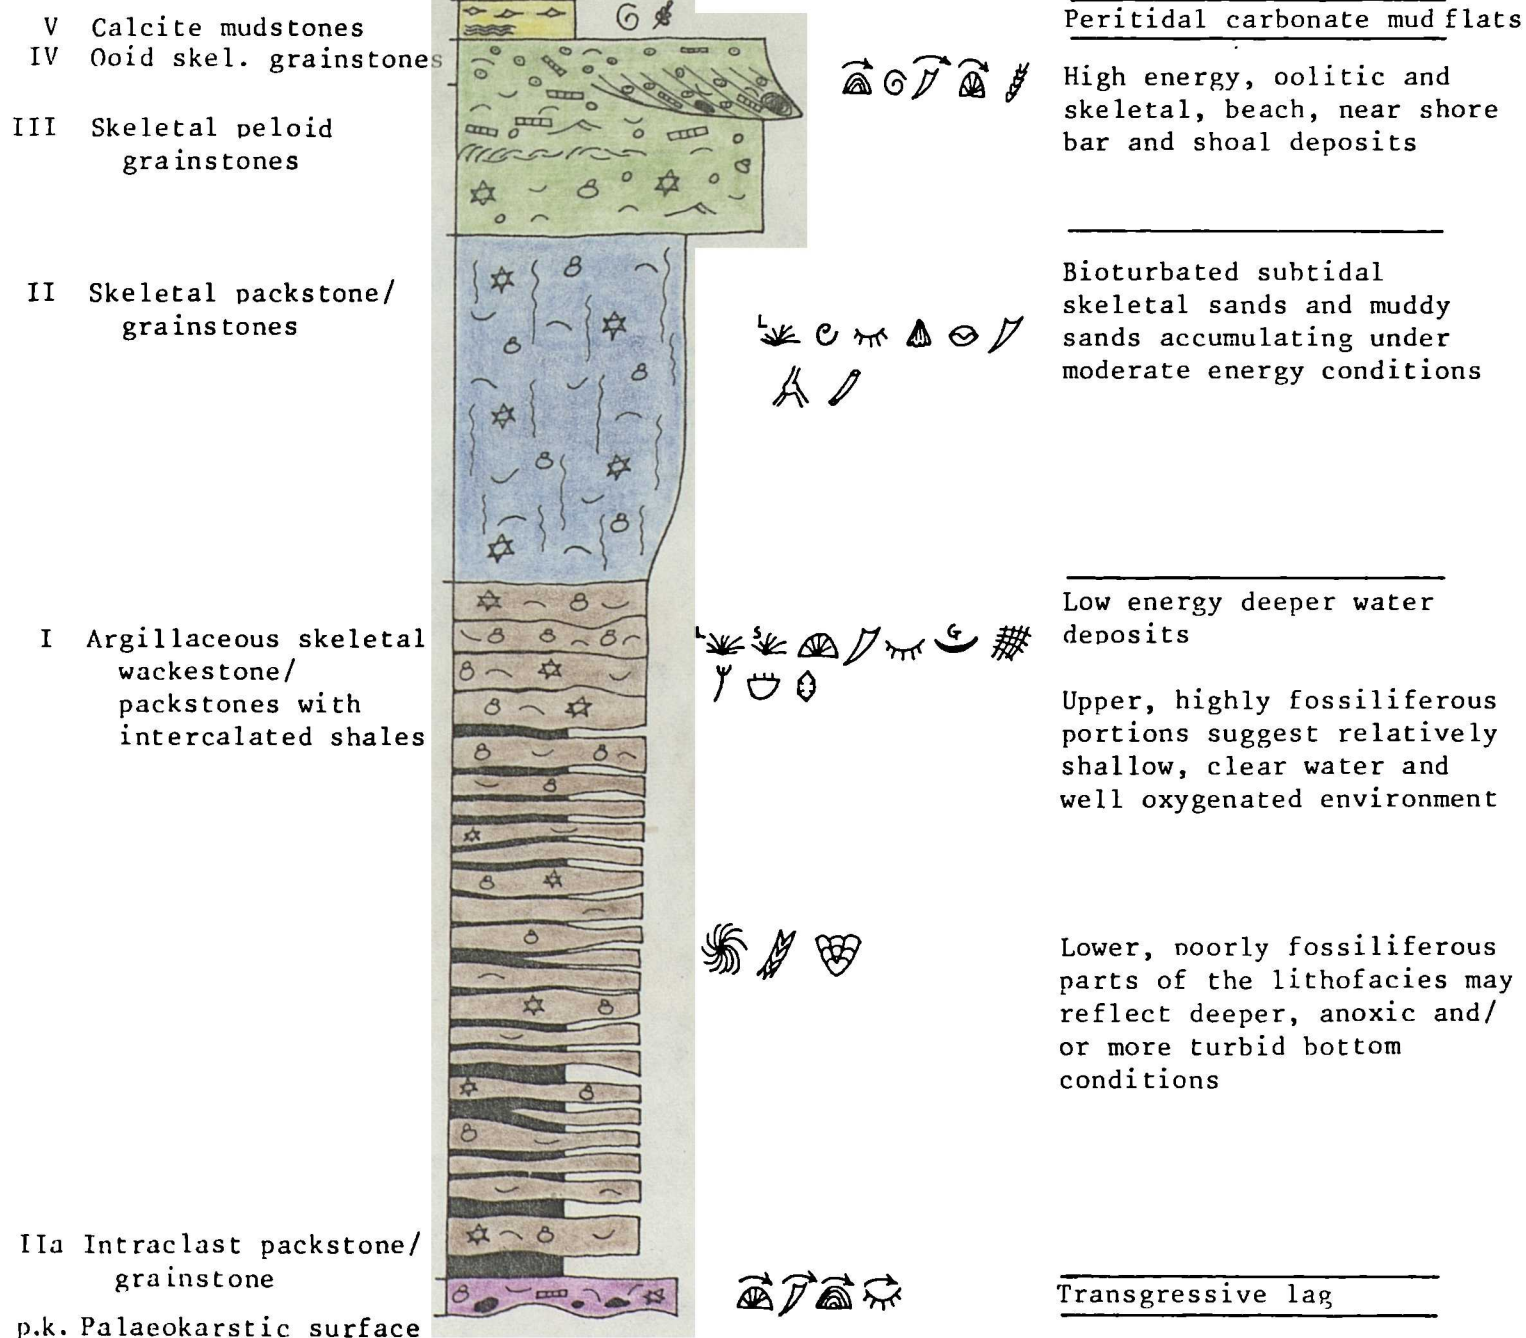 V Calcite mudstones
IV Ooid skel. grainstones
III Skeletal peloid
grainstones
II Skeletal packstone/
grainstones
I Argillaceous skeletal
wackestone/
packstones with
intercalated shales
IIa Intraclast packstone/
grainstone
p.k. Palaeokarstic surface
L
L S G
Peritidal carbonate mud flats
High energy, oolitic and
skeletal, beach, near shore
bar and shoal deposits
Bioturbated subtidal
skeletal sands and muddy
sands accumulating under
moderate energy conditions
Low energy deeper water
deposits
Upper, highly fossiliferous
portions suggest relatively
shallow, clear water and
well oxygenated environment
Lower, poorly fossiliferous
parts of the lithofacies may
reflect deeper, anoxic and/
or more turbid bottom
conditions
Transgressive lag